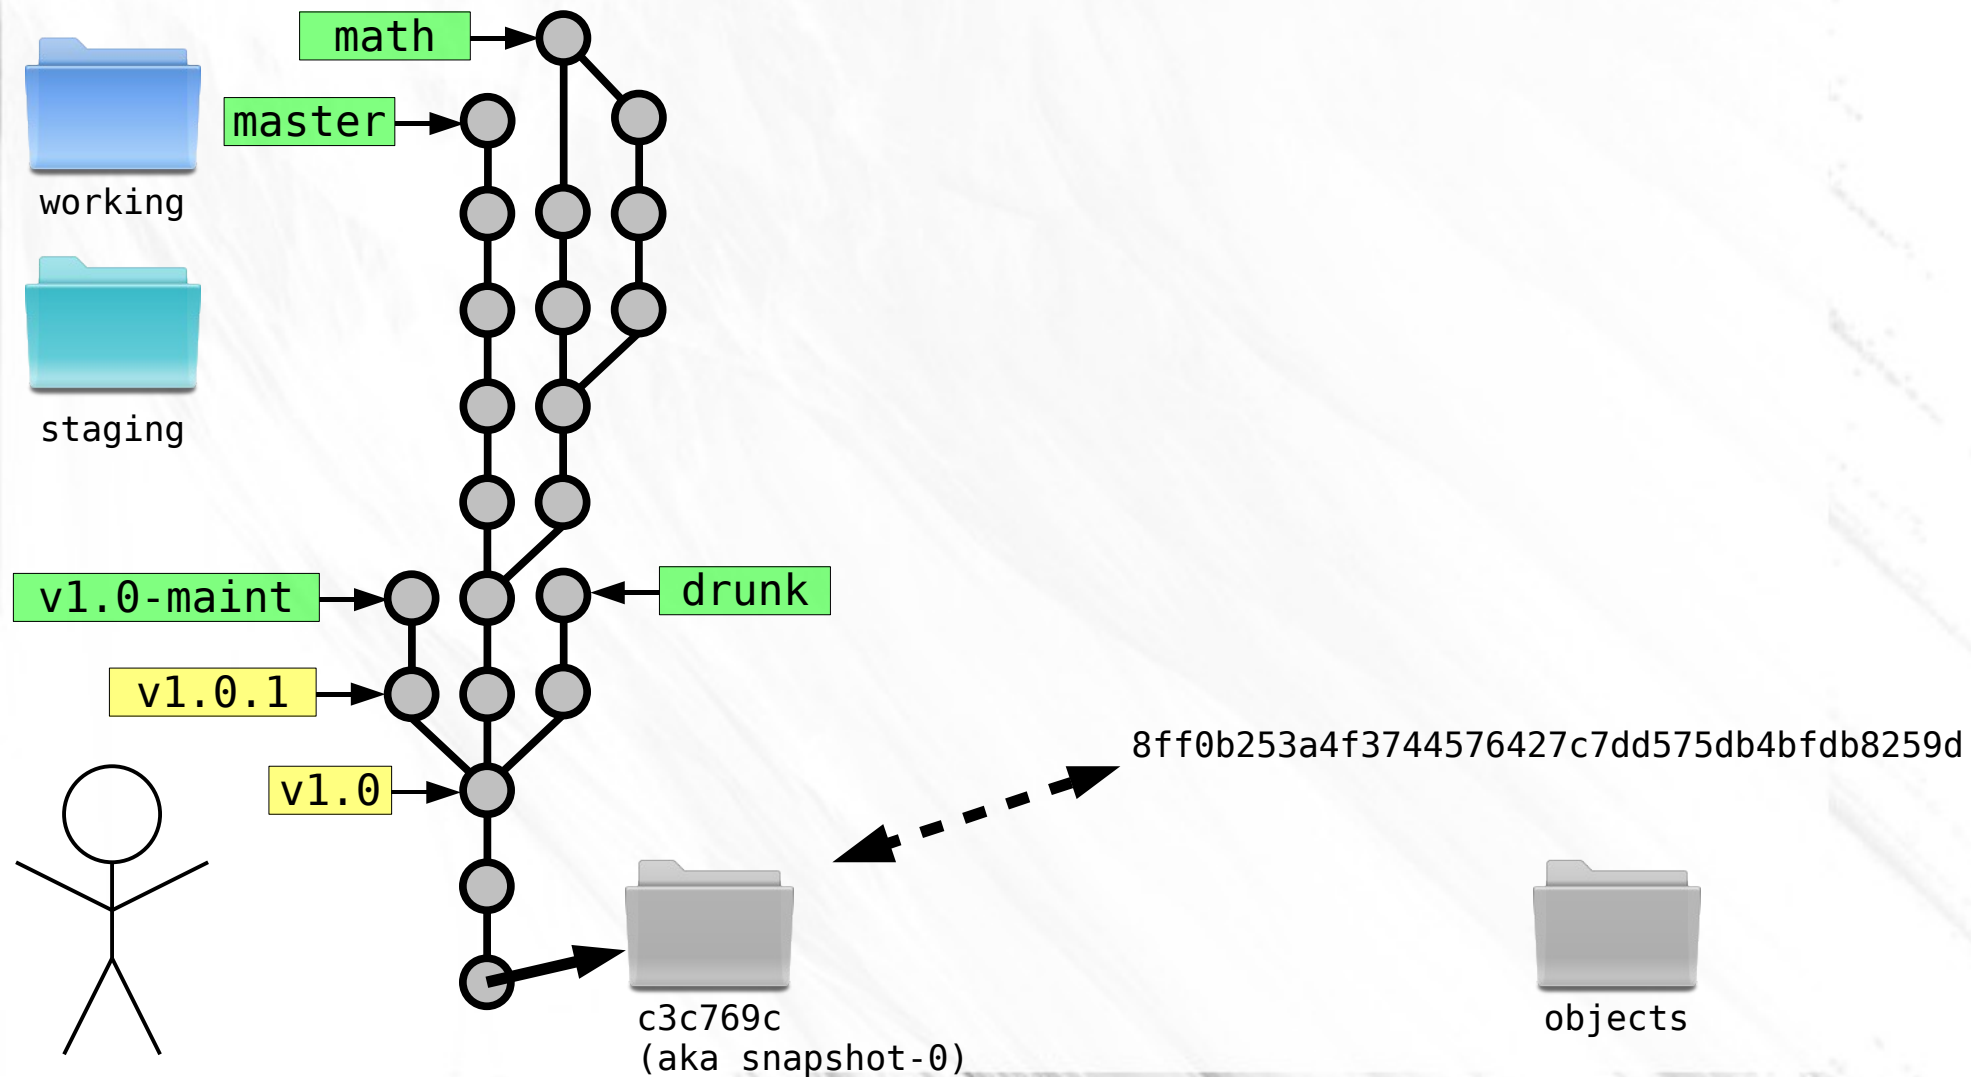 math
master
working
staging
v1.0-maint
drunk
v1.0.1
8ff0b253a4f3744576427c7dd575db4bfdb8259d
v1.0
c3c769c
(aka snapshot-0)
objects